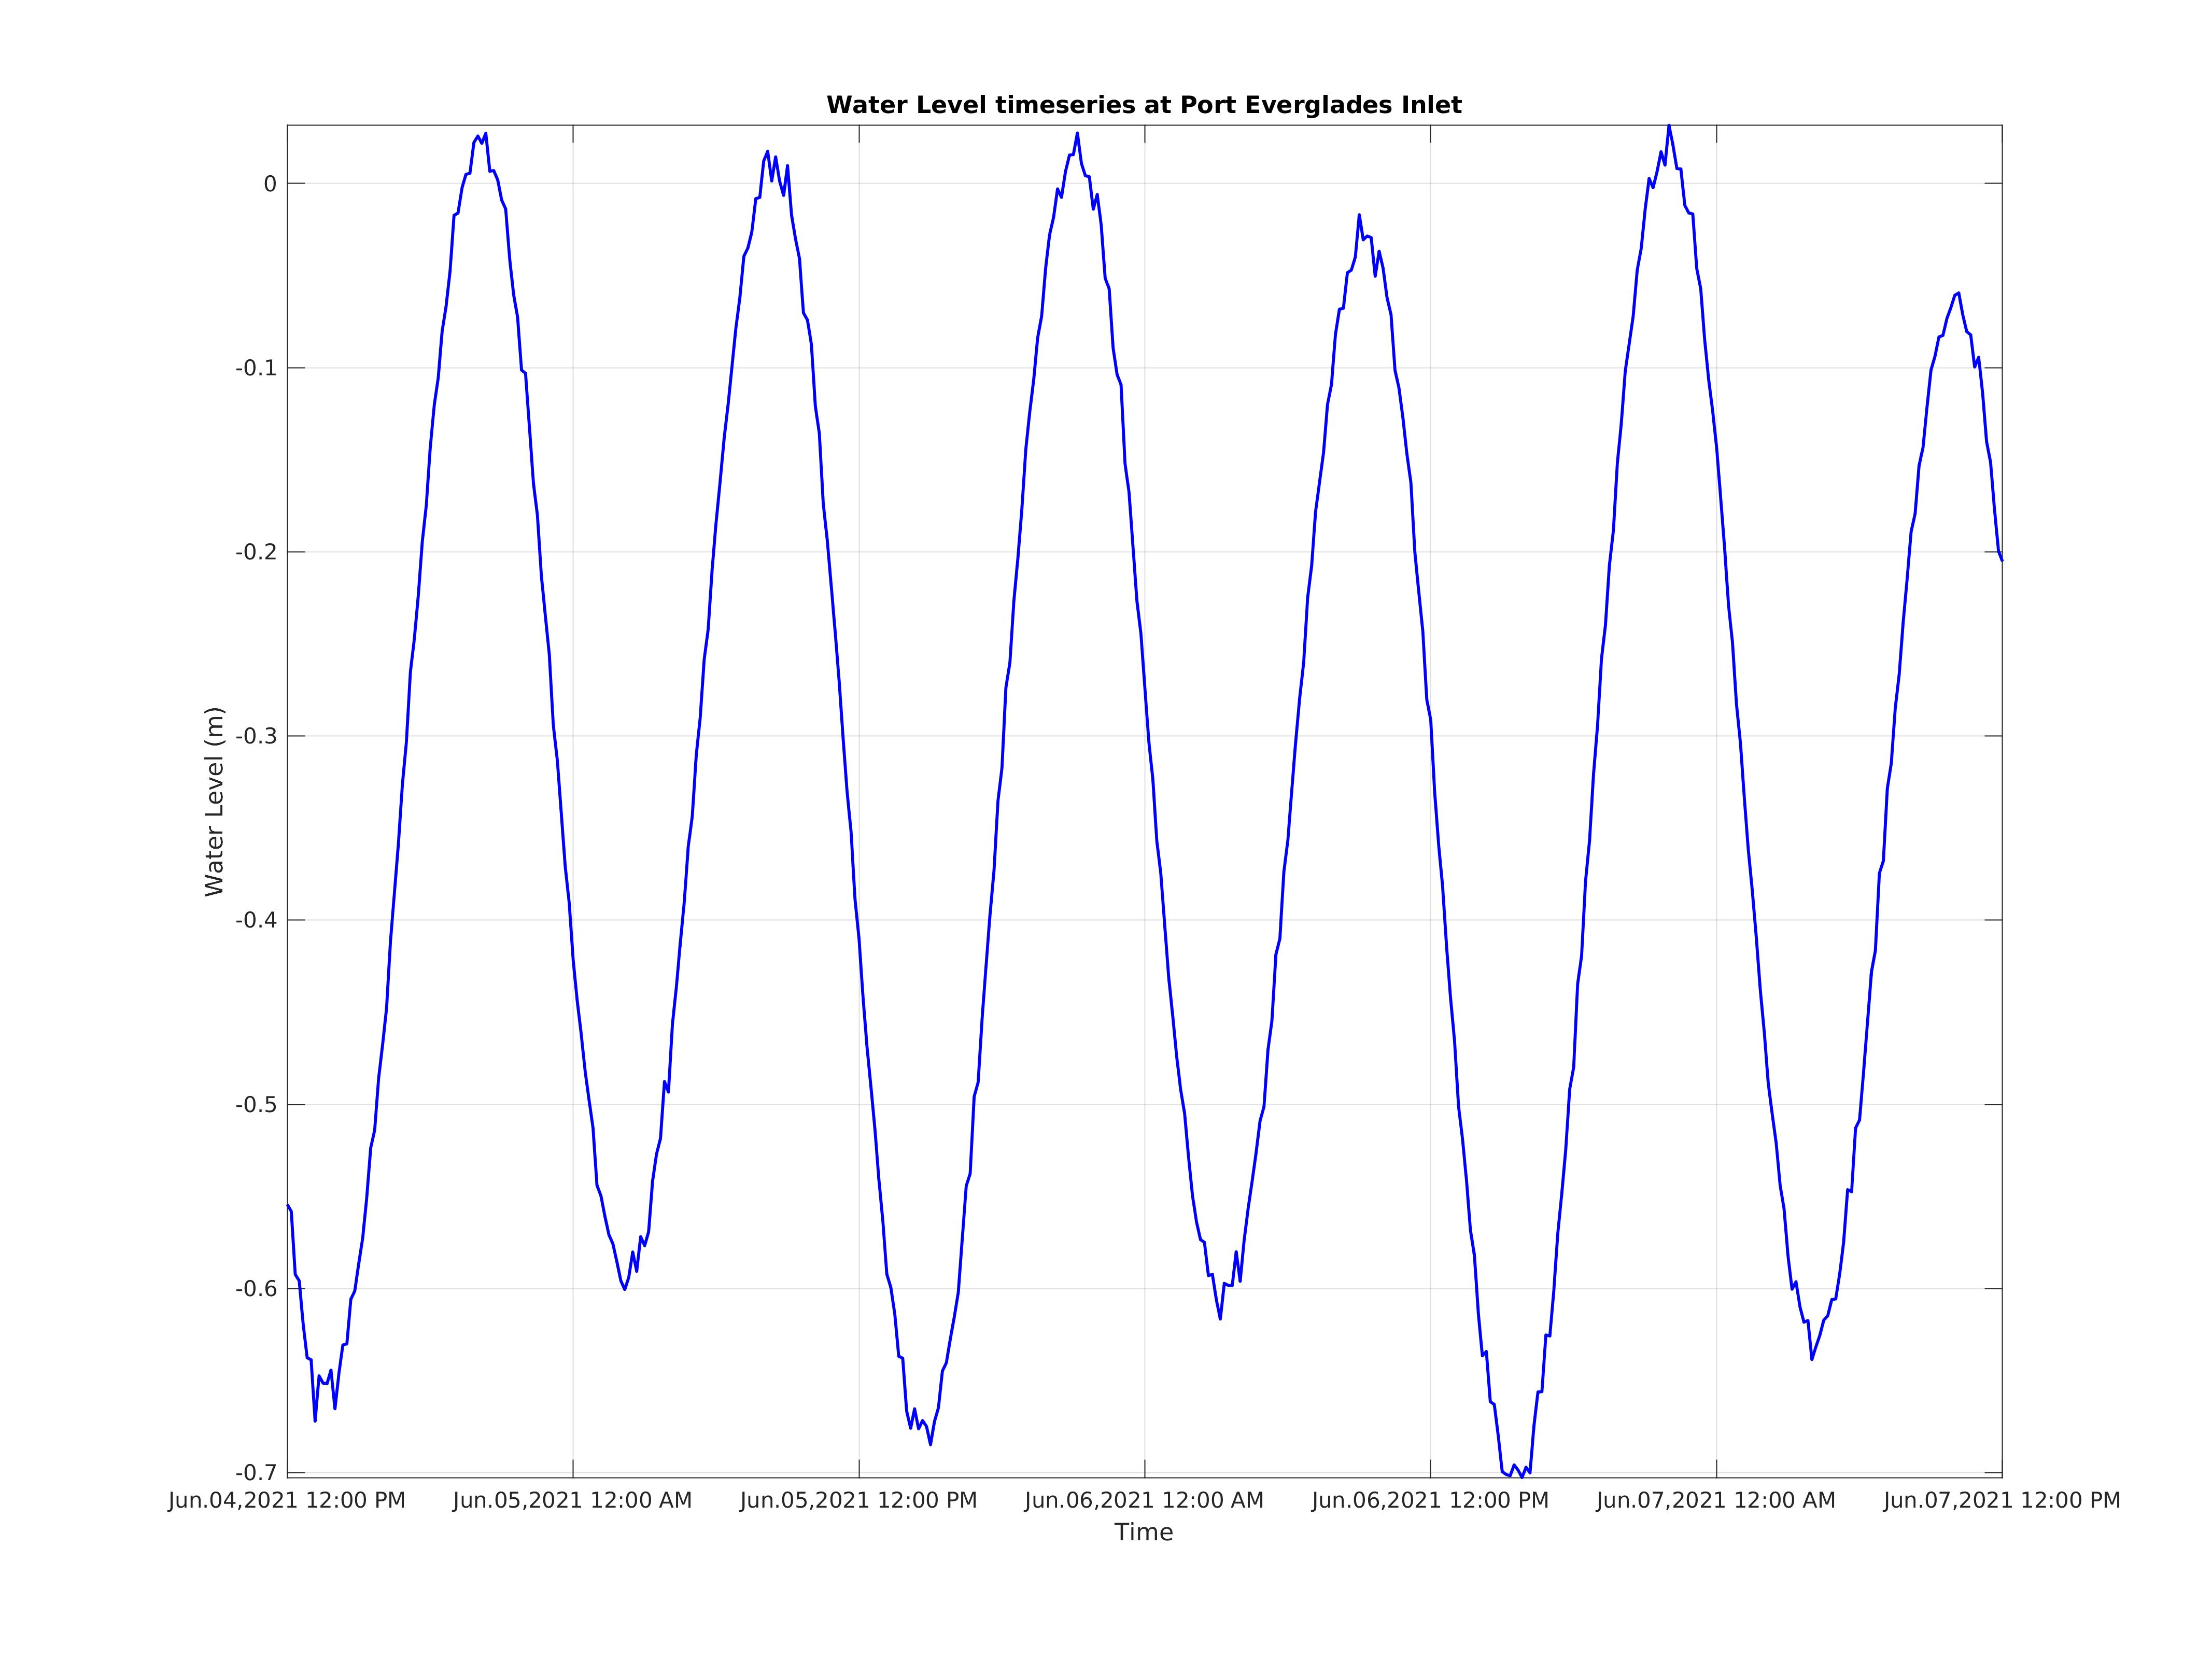 Water Level timeseries at Port Everglades Inlet
0
-0.1
-0.2
-0.3
-0.4
-0.5
-0.6
-0.7
Water Level (m)
Jun.04,2021 12:00 PM Jun.05,2021 12:00 AM Jun.05,2021 12:00 PM Jun.06,2021 12:00 AM Jun.06,2021 12:00 PM Jun.07,2021 12:00 AM Jun.07,2021 12:00 PM
Time